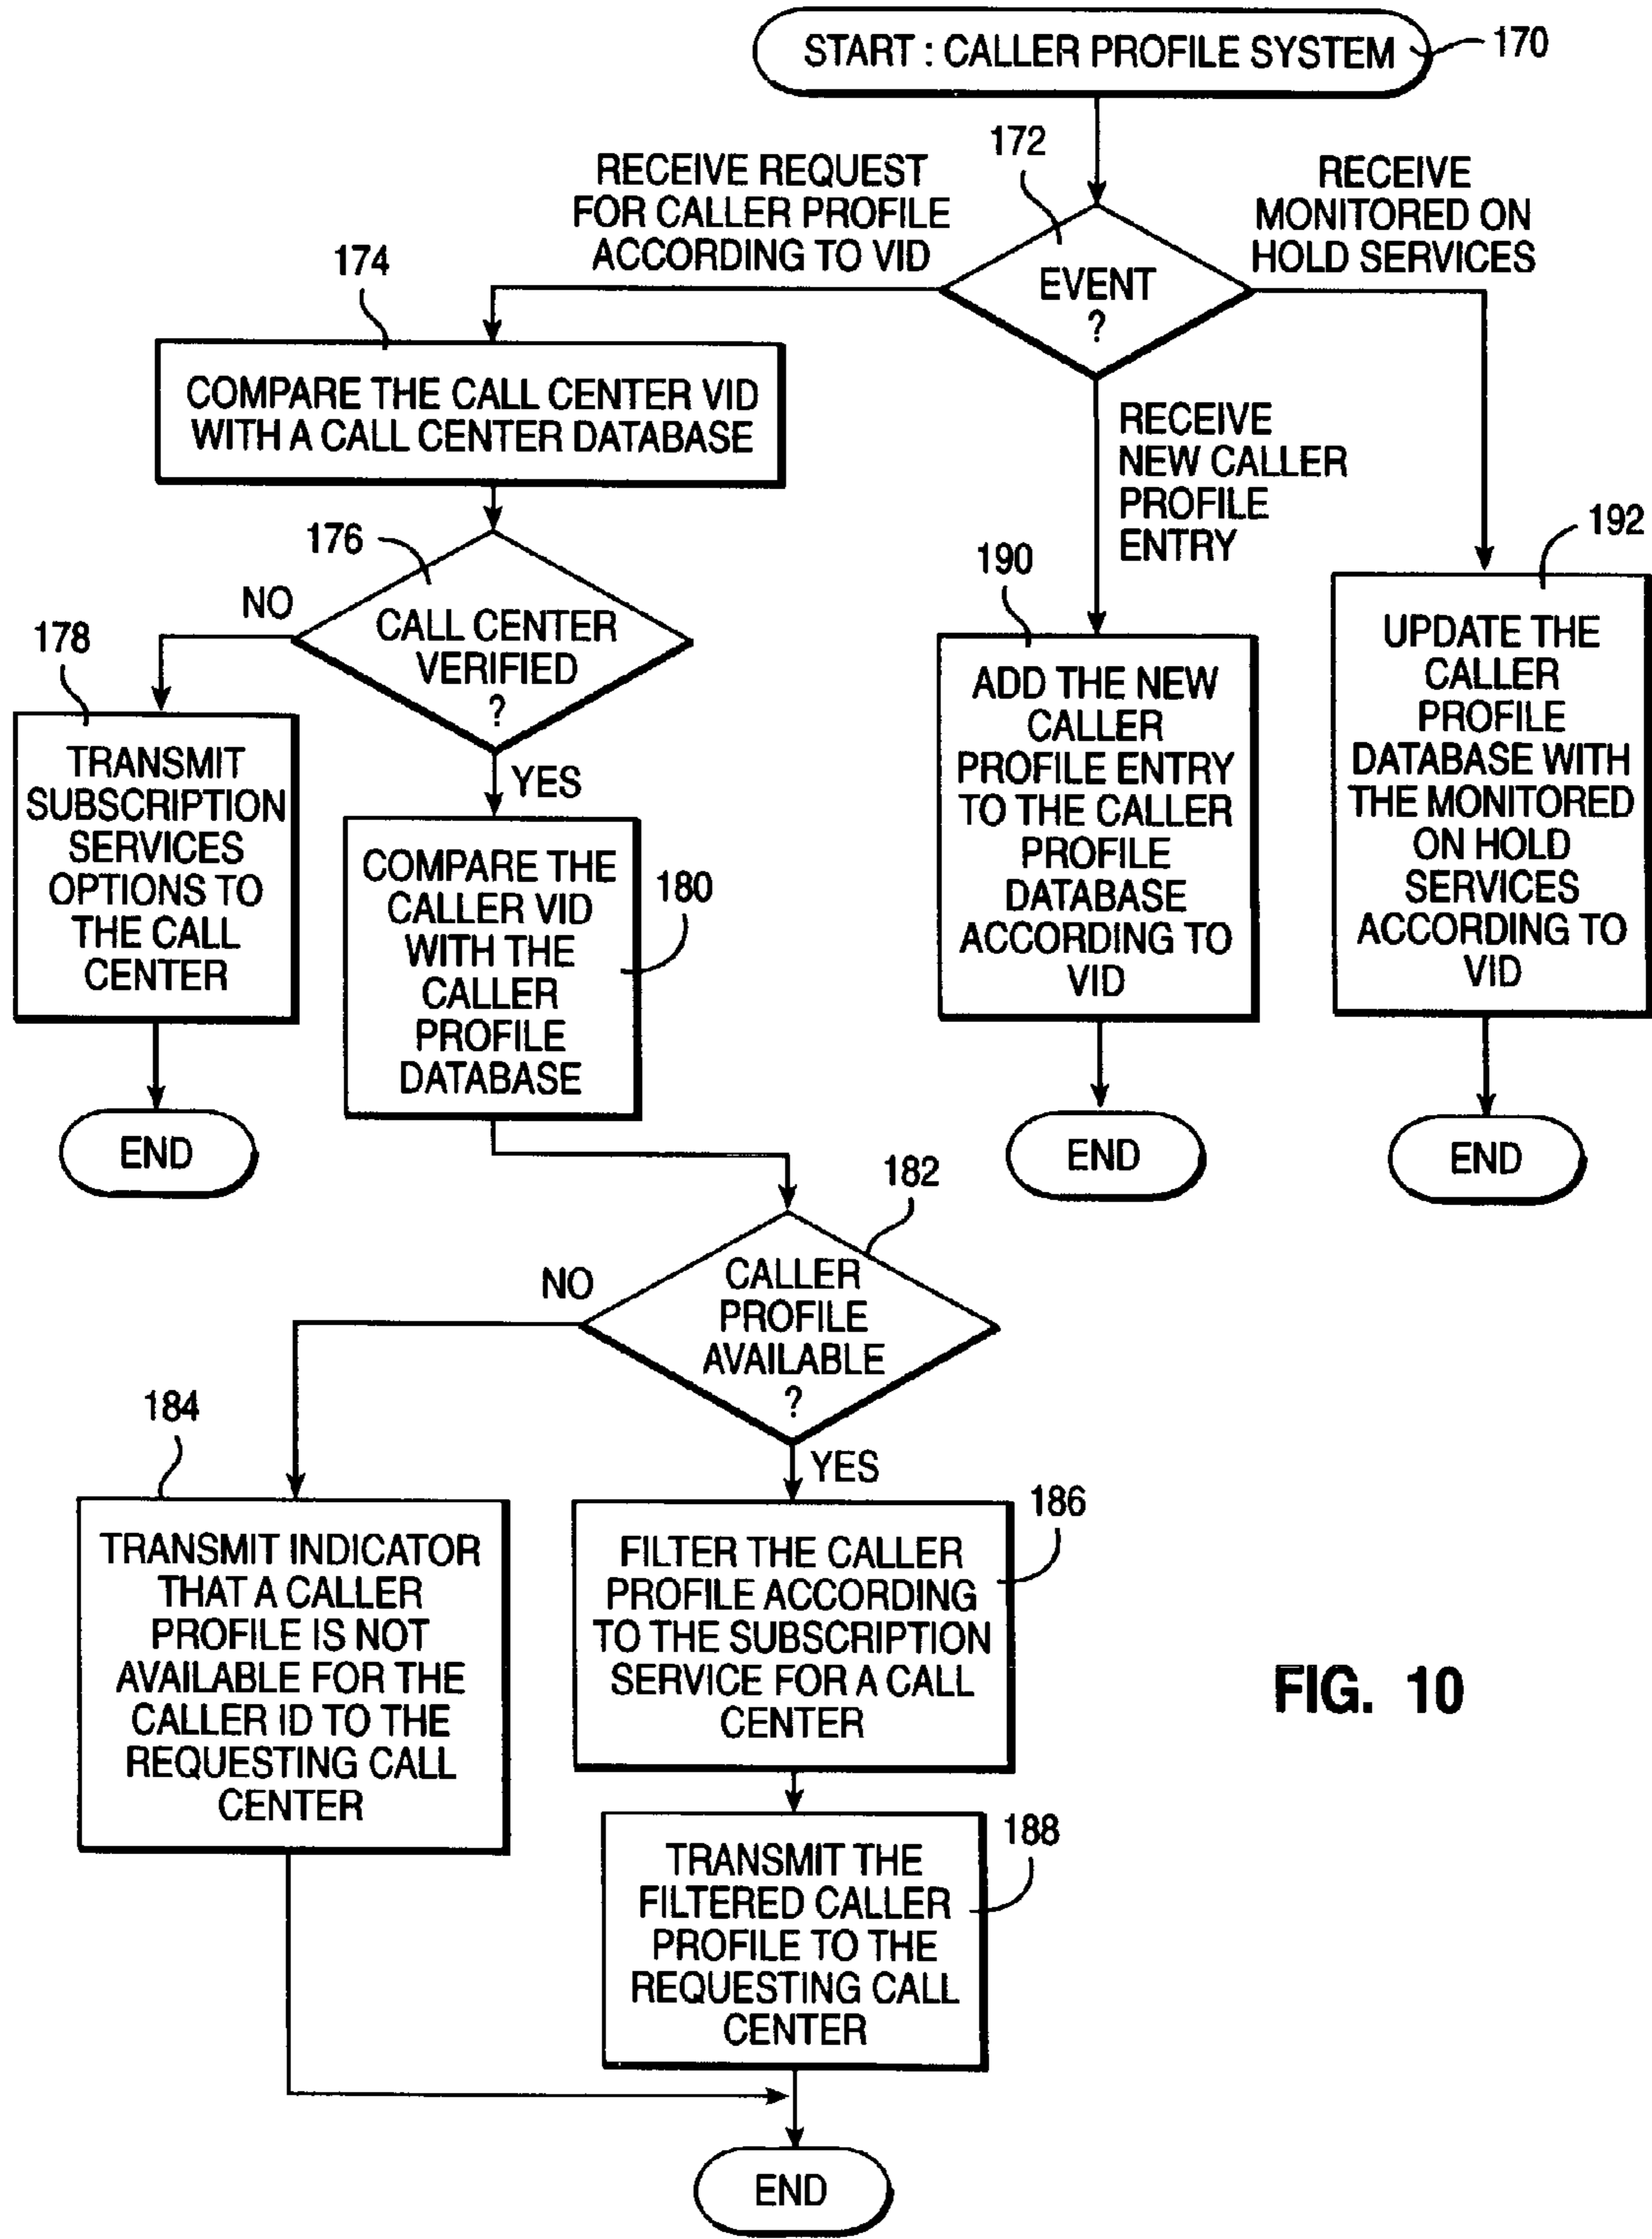 START : CALLER PROFILE SYSTEM
170
172
RECEIVE REQUEST
FOR CALLER PROFILE
ACCORDING TO VID
RECEIVE
MONITORED ON
HOLD SERVICES
EVENT
?
174
COMPARE THE CALL CENTER VID
WITH A CALL CENTER DATABASE
RECEIVE
NEW CALLER
PROFILE
ENTRY
176
CALL CENTER
VERIFIED
?
NO
YES
178
TRANSMIT
SUBSCRIPTION
SERVICES
OPTIONS TO
THE CALL
CENTER
END
180
COMPARE THE
CALLER VID
WITH THE
CALLER
PROFILE
DATABASE
190
ADD THE NEW
CALLER
PROFILE ENTRY
TO THE CALLER
PROFILE
DATABASE
ACCORDING TO
VID
END
192
UPDATE THE
CALLER
PROFILE
DATABASE WITH
THE MONITORED
ON HOLD
SERVICES
ACCORDING TO
VID
END
182
CALLER
PROFILE
AVAILABLE
?
NO
YES
184
TRANSMIT INDICATOR
THAT A CALLER
PROFILE IS NOT
AVAILABLE FOR THE
CALLER ID TO THE
REQUESTING CALL
CENTER
186
FILTER THE CALLER
PROFILE ACCORDING
TO THE SUBSCRIPTION
SERVICE FOR A CALL
CENTER
188
TRANSMIT THE
FILTERED CALLER
PROFILE TO THE
REQUESTING CALL
CENTER
END
FIG. 10